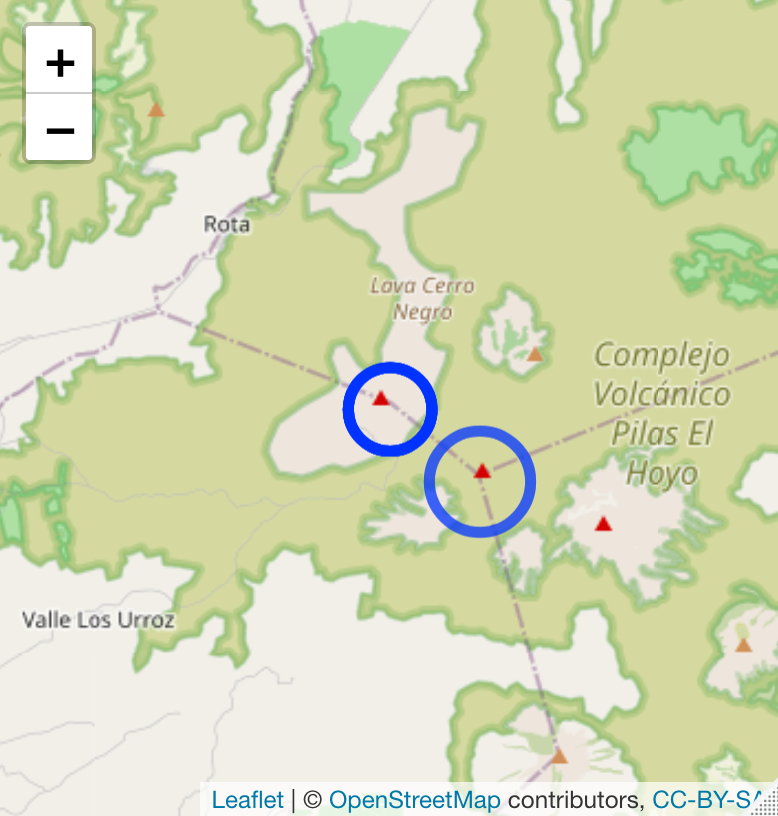 +
−
Rota
Lava Cerro
Negro
Complejo
Volcánico
Pilas El
Hoyo
Valle Los Urroz
Leaflet | © OpenStreetMap contributors, CC-BY-SA